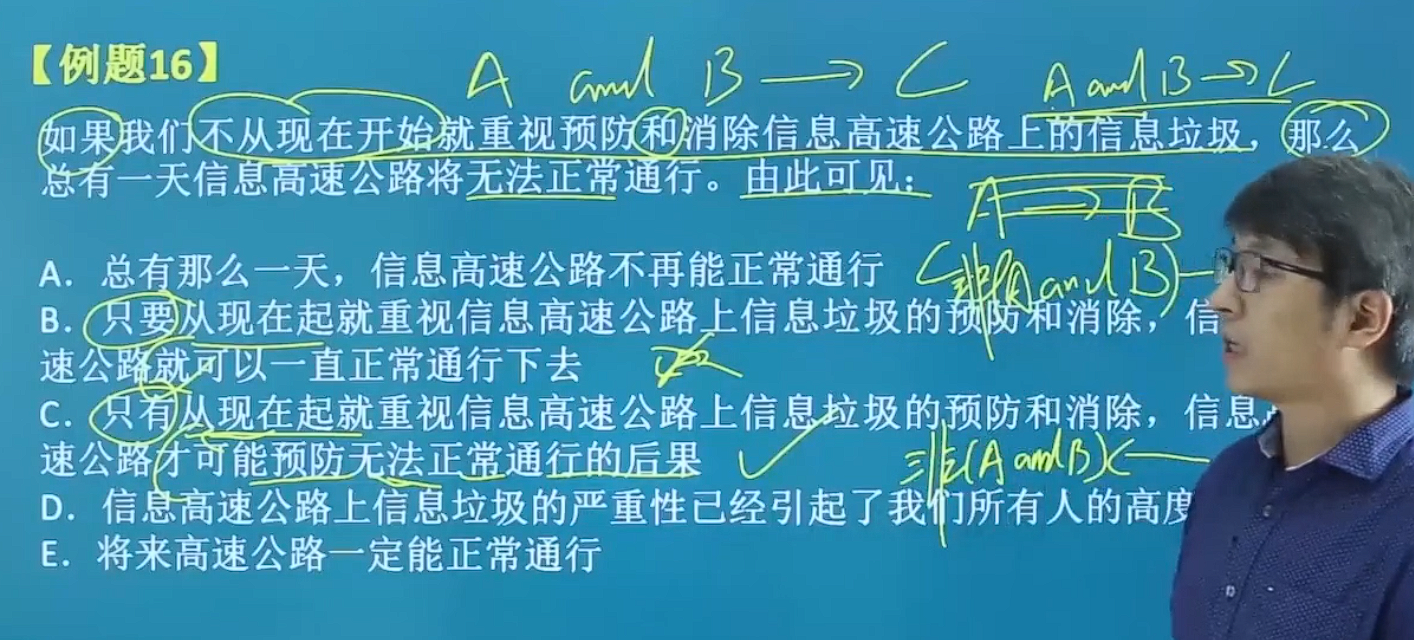 【例题16】
A and B → C
A and B → C
如果我们不从现在开始就重视预防和消除信息高速公路上的信息垃圾，那么
总有一天信息高速公路将无法正常通行。由此可见：
A → B
A．总有那么一天，信息高速公路不再能正常通行
非(A and B)
B．只要从现在起就重视信息高速公路上信息垃圾的预防和消除，信
速公路就可以一直正常通行下去
C．只有从现在起就重视信息高速公路上信息垃圾的预防和消除，信息
速公路才可能预防无法正常通行的后果
非(A and B) ←
D．信息高速公路上信息垃圾的严重性已经引起了我们所有人的高度
E．将来高速公路一定能正常通行